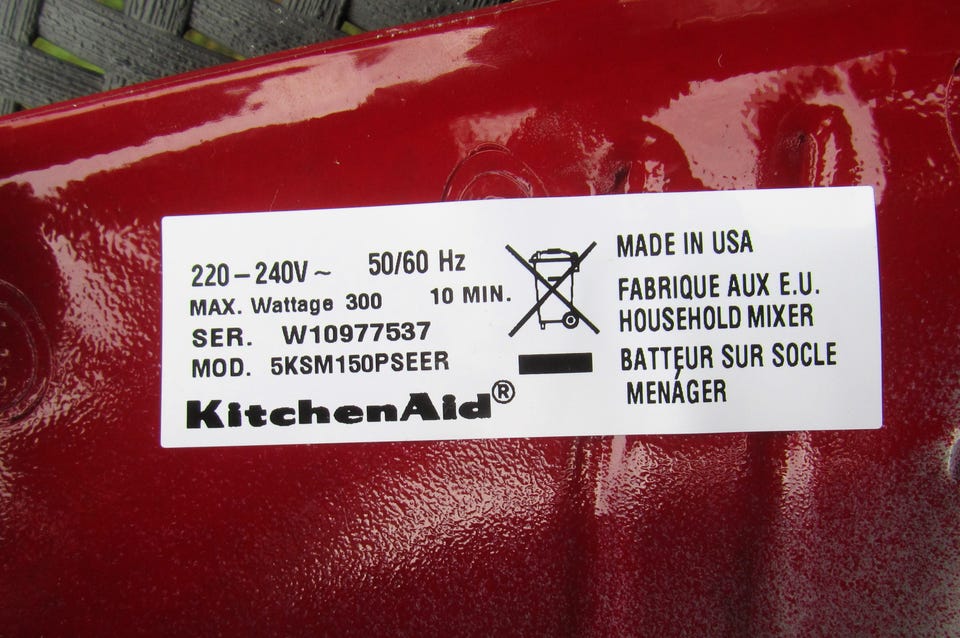 220-240V~ 50/60 Hz
MAX. Wattage 300 10 MIN.
SER. W10977537
MOD. 5KSM150PSEER
KitchenAid®
MADE IN USA
FABRIQUE AUX E.U.
HOUSEHOLD MIXER
BATTEUR SUR SOCLE
MENÁGER